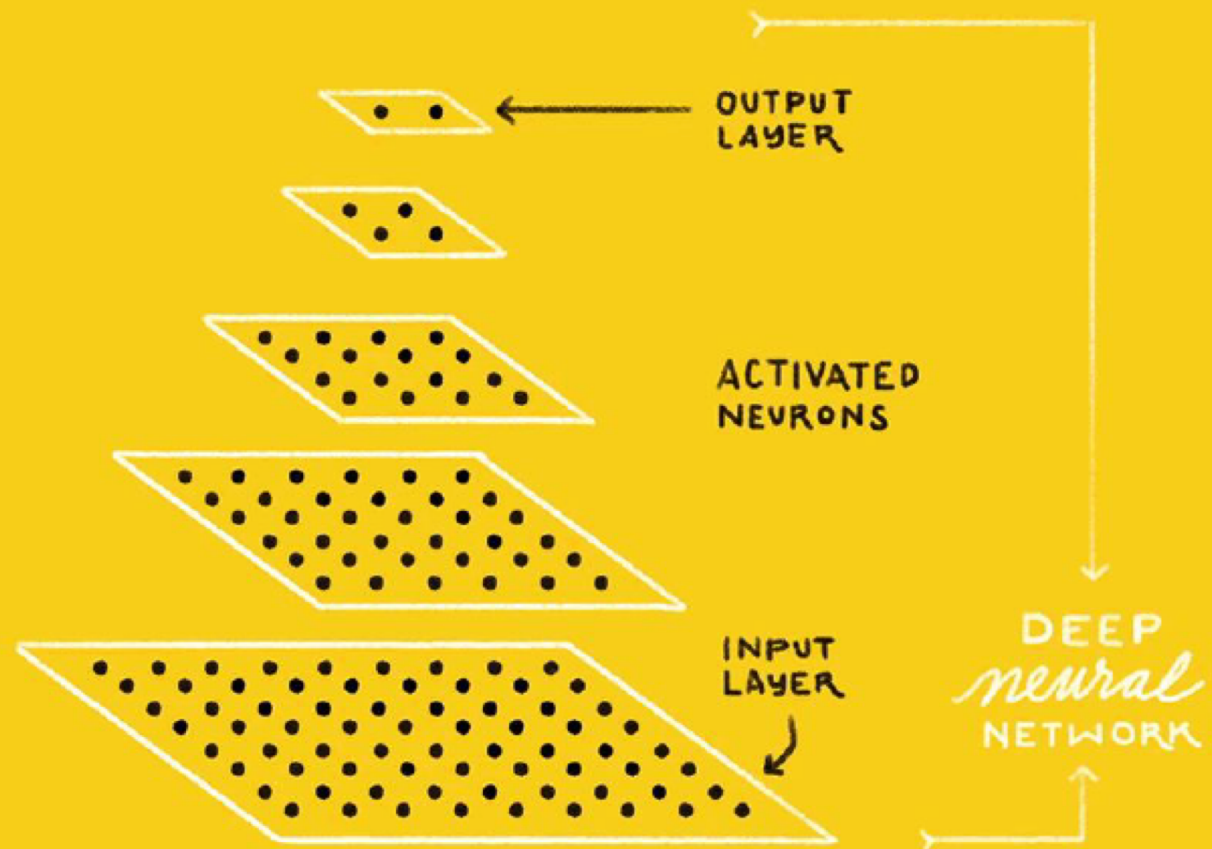 OUTPUT
LAYER
ACTIVATED
NEURONS
INPUT
LAYER
DEEP
neural
NETWORK